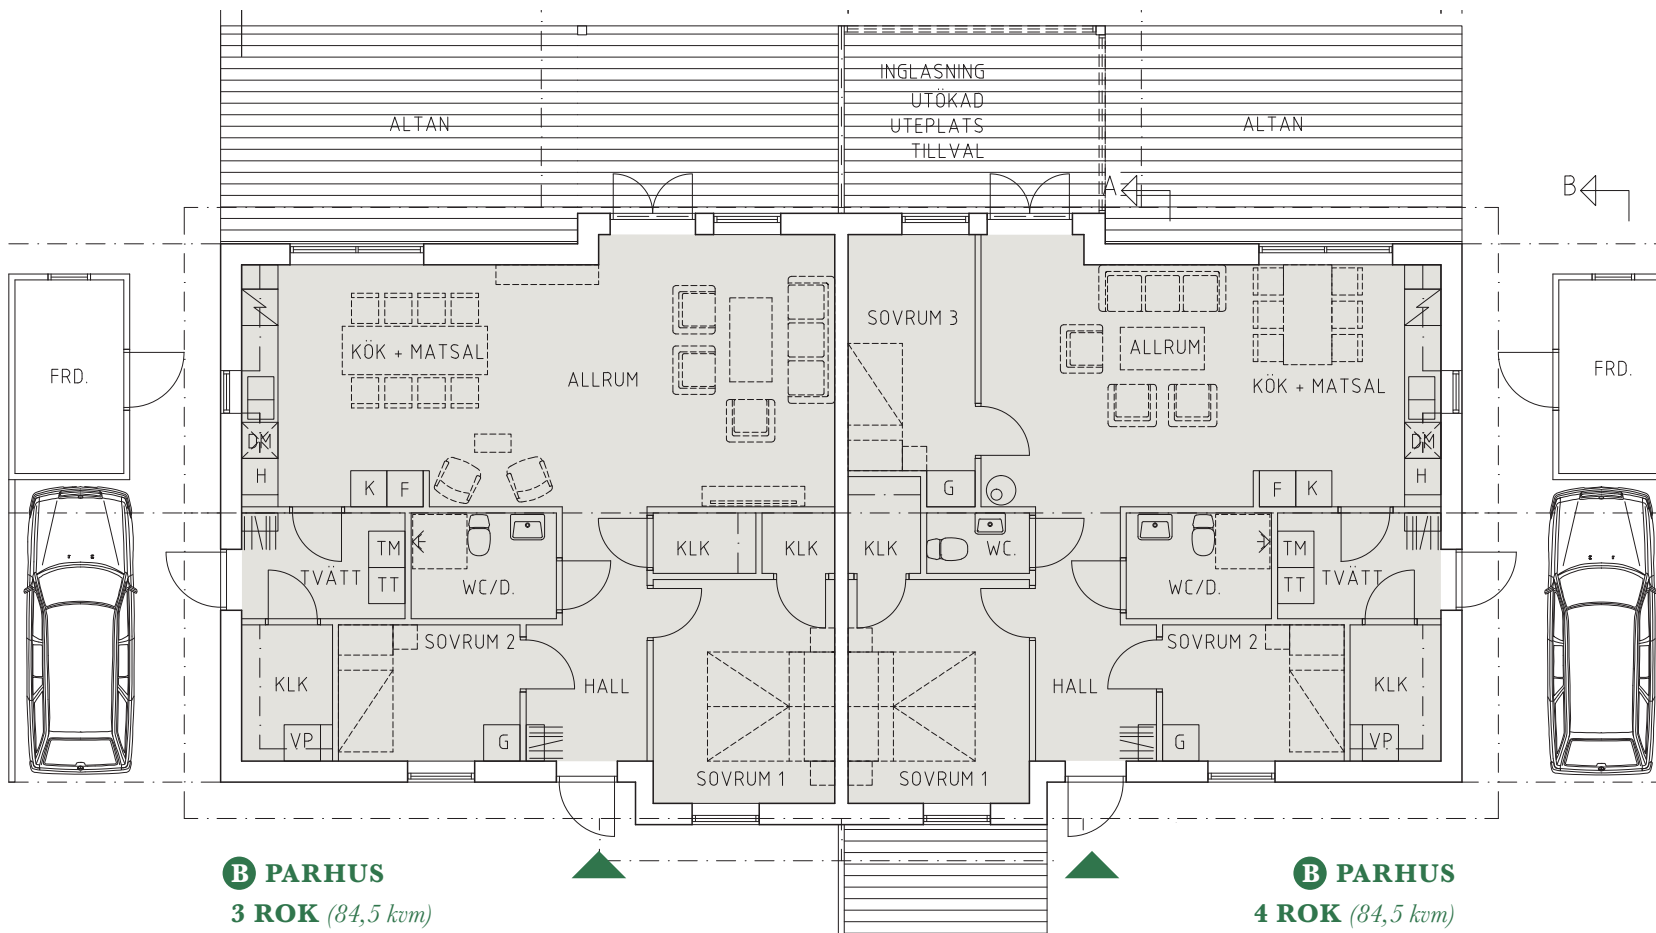 INGLASNING
UTÖKAD
UTEPLATS
TILLVAL
ALTAN
ALTAN
A
B
SOVRUM 3
ALLRUM
KÖK + MATSAL
KÖK + MATSAL
ALLRUM
FRD.
FRD.
DM
DM
H
K F
G
F K
H
TM
KLK
KLK
KLK
WC.
TM
TVÄTT
TT
WC/D.
WC/D.
TT
TVÄTT
SOVRUM 2
SOVRUM 2
KLK
HALL
HALL
KLK
VP
G
G
VP
SOVRUM 1
SOVRUM 1
B PARHUS
3 ROK (84,5 kvm)
B PARHUS
4 ROK (84,5 kvm)